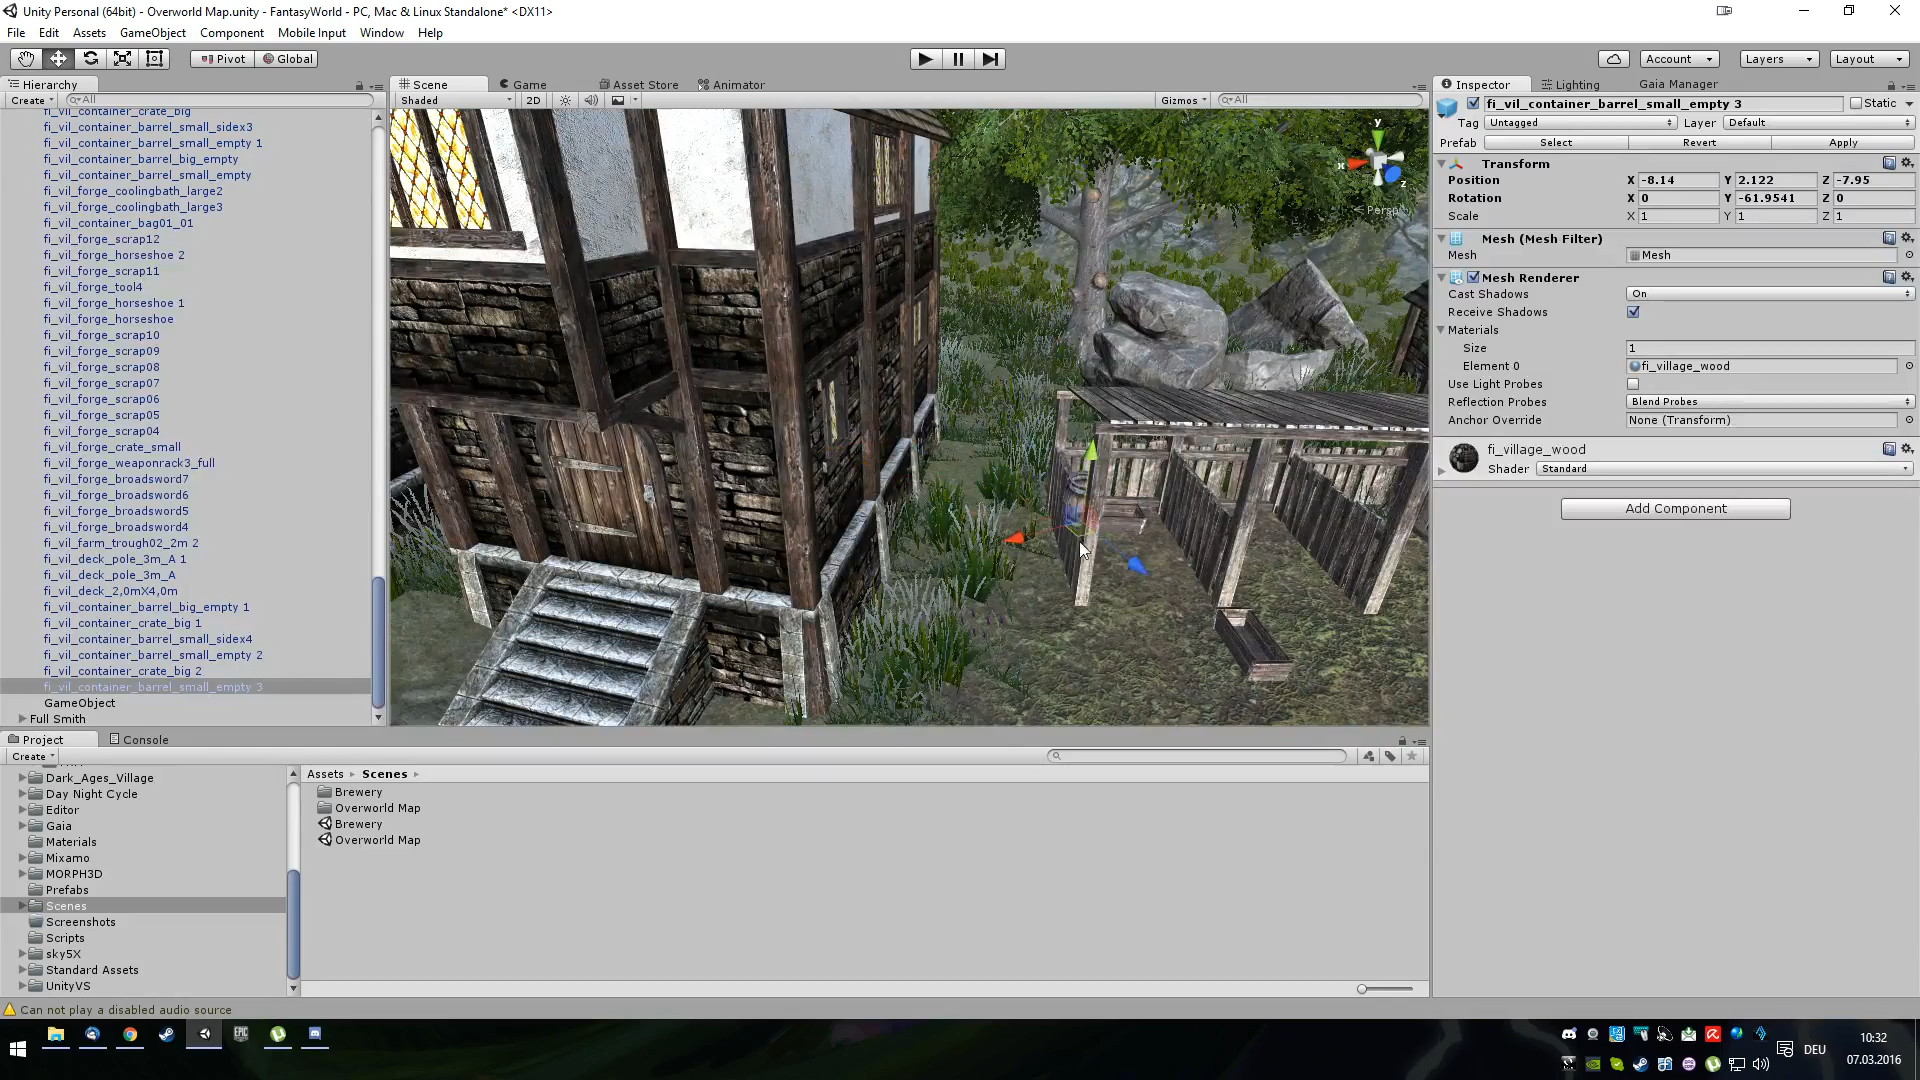 Unity Personal (64bit) - Overworld Map.unity - FantasyWorld - PC, Mac & Linux Standalone* <DX11>
File Edit Assets GameObject Component Mobile Input Window Help
Pivot Global Account Layers Layout
Hierarchy
Create All
fi_vil_container_crate_big
fi_vil_container_barrel_small_sidex3
fi_vil_container_barrel_small_empty 1
fi_vil_container_barrel_big_empty
fi_vil_container_barrel_small_empty
fi_vil_forge_coolingbath_large2
fi_vil_forge_coolingbath_large3
fi_vil_container_bag01_01
fi_vil_forge_scrap12
fi_vil_forge_horseshoe 2
fi_vil_forge_scrap11
fi_vil_forge_tool4
fi_vil_forge_horseshoe 1
fi_vil_forge_horseshoe
fi_vil_forge_scrap10
fi_vil_forge_scrap09
fi_vil_forge_scrap08
fi_vil_forge_scrap07
fi_vil_forge_scrap06
fi_vil_forge_scrap05
fi_vil_forge_scrap04
fi_vil_forge_crate_small
fi_vil_forge_weaponrack3_full
fi_vil_forge_broadsword7
fi_vil_forge_broadsword6
fi_vil_forge_broadsword5
fi_vil_forge_broadsword4
fi_vil_farm_trough02_2m 2
fi_vil_deck_pole_3m_A 1
fi_vil_deck_pole_3m_A
fi_vil_deck_2,0mX4,0m
fi_vil_container_barrel_big_empty 1
fi_vil_container_crate_big 1
fi_vil_container_barrel_small_sidex4
fi_vil_container_barrel_small_empty 2
fi_vil_container_crate_big 2
fi_vil_container_barrel_small_empty 3
GameObject
Full Smith
Scene Game Asset Store Animator
Shaded 2D Gizmos All
y
x
z
Persp
Inspector Lighting Gaia Manager
fi_vil_container_barrel_small_empty 3 Static
Tag Untagged Layer Default
Prefab Select Revert Apply
Transform
Position X -8.14 Y 2.122 Z -7.95
Rotation X 0 Y -61.9541 Z 0
Scale X 1 Y 1 Z 1
Mesh (Mesh Filter)
Mesh Mesh
Mesh Renderer
Cast Shadows On
Receive Shadows
Materials
Size 1
Element 0 fi_village_wood
Use Light Probes
Reflection Probes Blend Probes
Anchor Override None (Transform)
fi_village_wood
Shader Standard
Add Component
Project Console
Create
Dark_Ages_Village
Day Night Cycle
Editor
Gaia
Materials
Mixamo
MORPH3D
Prefabs
Scenes
Screenshots
Scripts
sky5X
Standard Assets
UnityVS
Assets Scenes
Brewery
Overworld Map
Brewery
Overworld Map
Can not play a disabled audio source
EPIC
DEU
10:32
07.03.2016